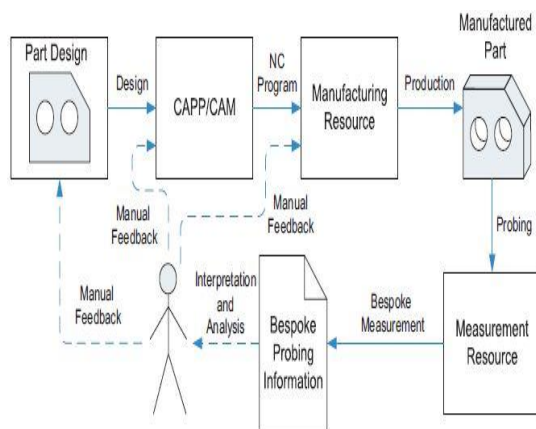 Part Design
Design
CAPP/CAM
NC
Program
Manufacturing
Resource
Production
Manufactured
Part
Manual
Feedback
Manual
Feedback
Manual
Feedback
Interpretation
and
Analysis
Bespoke
Probing
Information
Bespoke
Measurement
Probing
Measurement
Resource